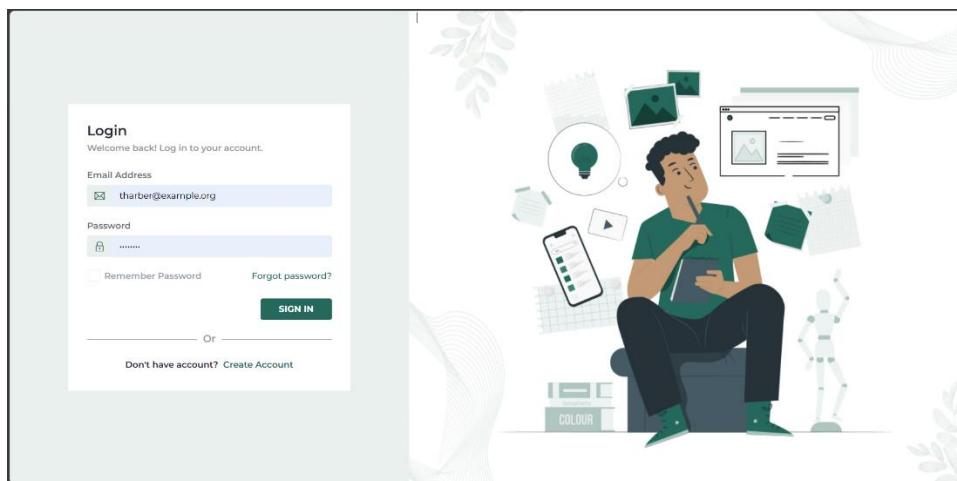 Login
Welcome back! Log in to your account.
Email Address
tharber@example.org
Password
........
Remember Password
Forgot password?
SIGN IN
Or
Don't have account? Create Account
COLOUR